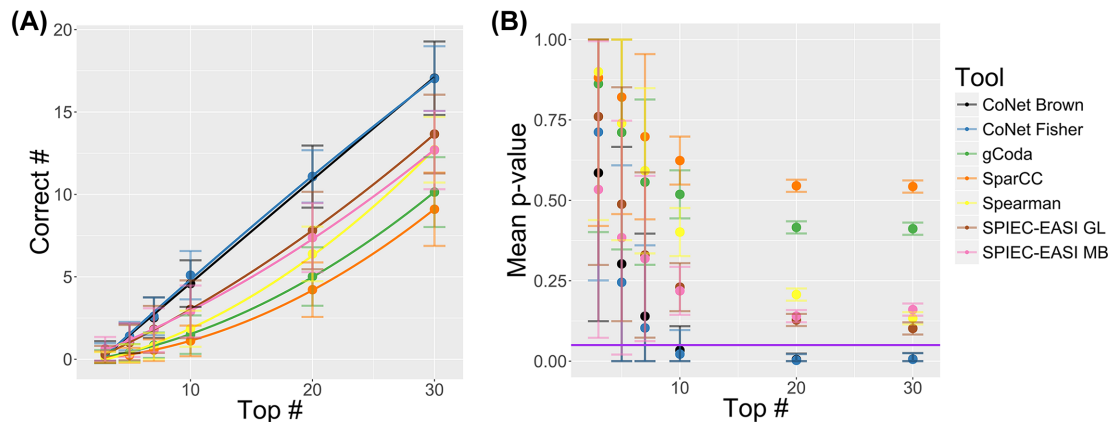 (A)
20
15
10
5
0
Correct #
10
20
30
Top #
(B)
1.00
0.75
0.50
0.25
0.00
Mean p-value
10
20
30
Top #
Tool
CoNet Brown
CoNet Fisher
gCoda
SparCC
Spearman
SPIEC-EASI GL
SPIEC-EASI MB